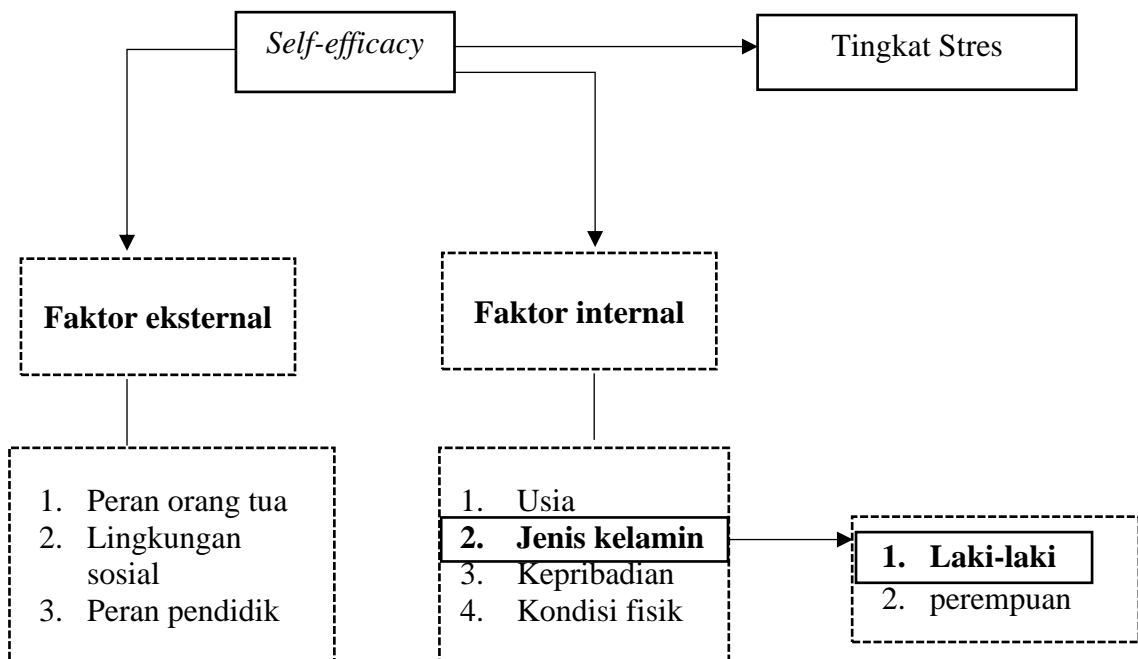 Self-efficacy
Tingkat Stres
Faktor eksternal
Faktor internal
1. Peran orang tua
2. Lingkungan
sosial
3. Peran pendidik
1. Usia
2. Jenis kelamin
3. Kepribadian
4. Kondisi fisik
1. Laki-laki
2. perempuan